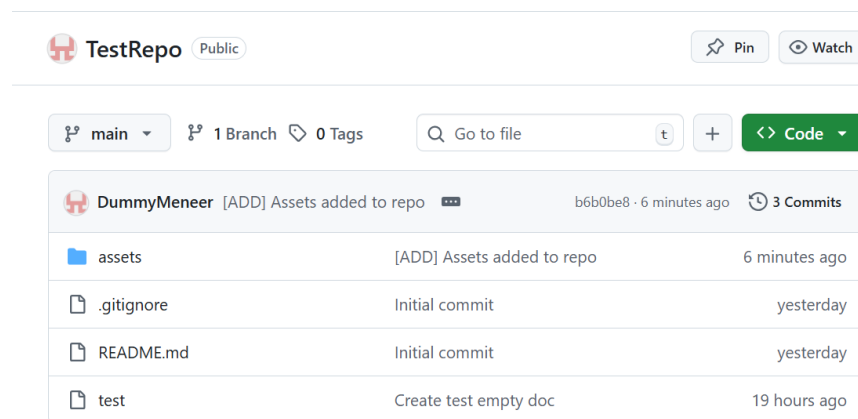 TestRepo Public Pin Watch
main 1 Branch 0 Tags Go to file t + <> Code
DummyMeneer [ADD] Assets added to repo b6b0be8 · 6 minutes ago 3 Commits
assets [ADD] Assets added to repo 6 minutes ago
.gitignore Initial commit yesterday
README.md Initial commit yesterday
test Create test empty doc 19 hours ago